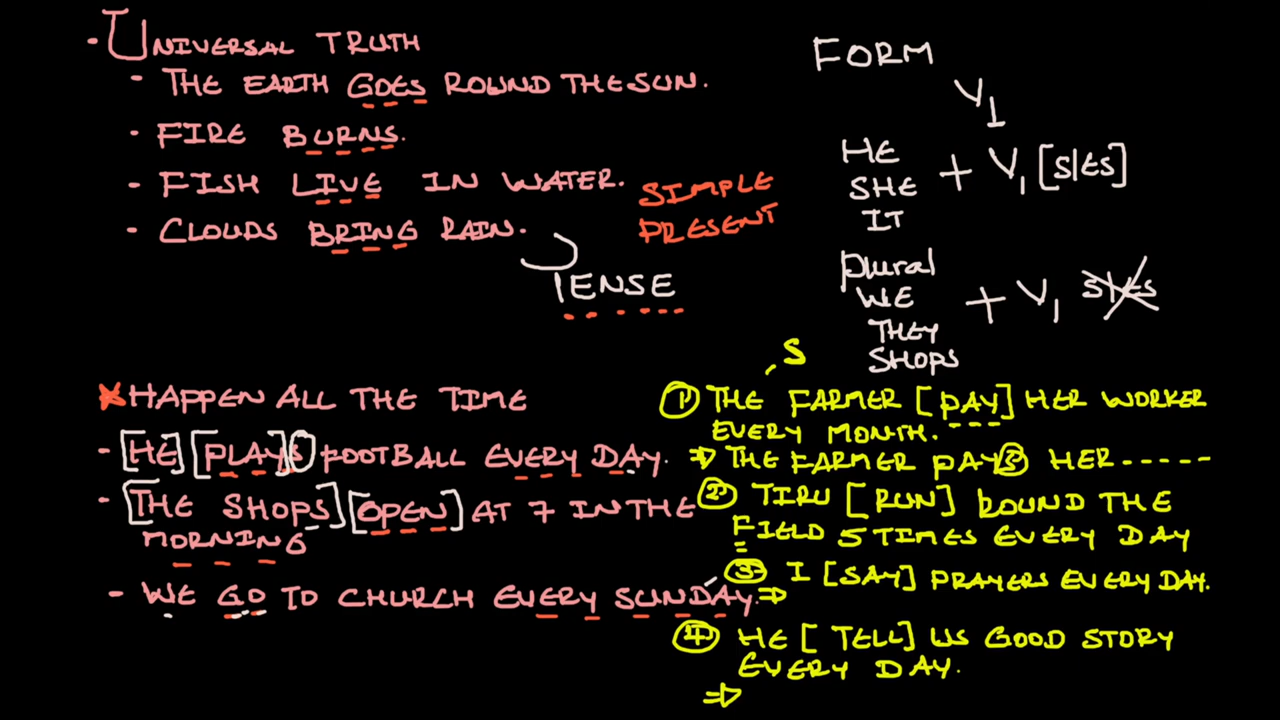 • UNIVERSAL TRUTH
• THE EARTH GOES ROUND THE SUN.
• FIRE BURNS.
• FISH LIVE IN WATER.
• CLOUDS BRING RAIN.
SIMPLE
PRESENT
TENSE
FORM
V1
HE
SHE
IT
+ V1 [S|ES]
plural
WE
THEY
SHOPS
+ V1 S|ES
* HAPPEN ALL THE TIME
- [HE] [PLAY]S FOOTBALL EVERY DAY.
- [THE SHOPS] [OPEN] AT 7 IN THE
MORNING
- WE GO TO CHURCH EVERY SUNDAY.
, S
① THE FARMER [PAY] HER WORKER
EVERY MONTH.
⇒ THE FARMER PAYS HER ------
② TIRU [RUN] ROUND THE
FIELD 5 TIMES EVERY DAY
③ I [SAY] PRAYERS EVERY DAY.
⇒
④ HE [TELL] US GOOD STORY
EVERY DAY.
⇒